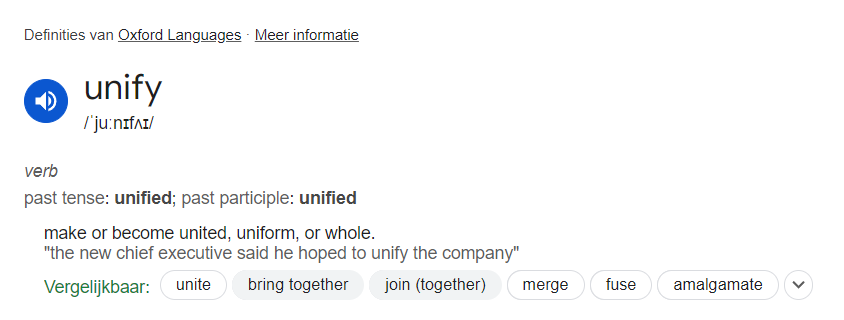 Definities van Oxford Languages · Meer informatie
unify
/ˈjuːnɪfʌɪ/
verb
past tense: unified; past participle: unified
make or become united, uniform, or whole.
"the new chief executive said he hoped to unify the company"
Vergelijkbaar: unite bring together join (together) merge fuse amalgamate